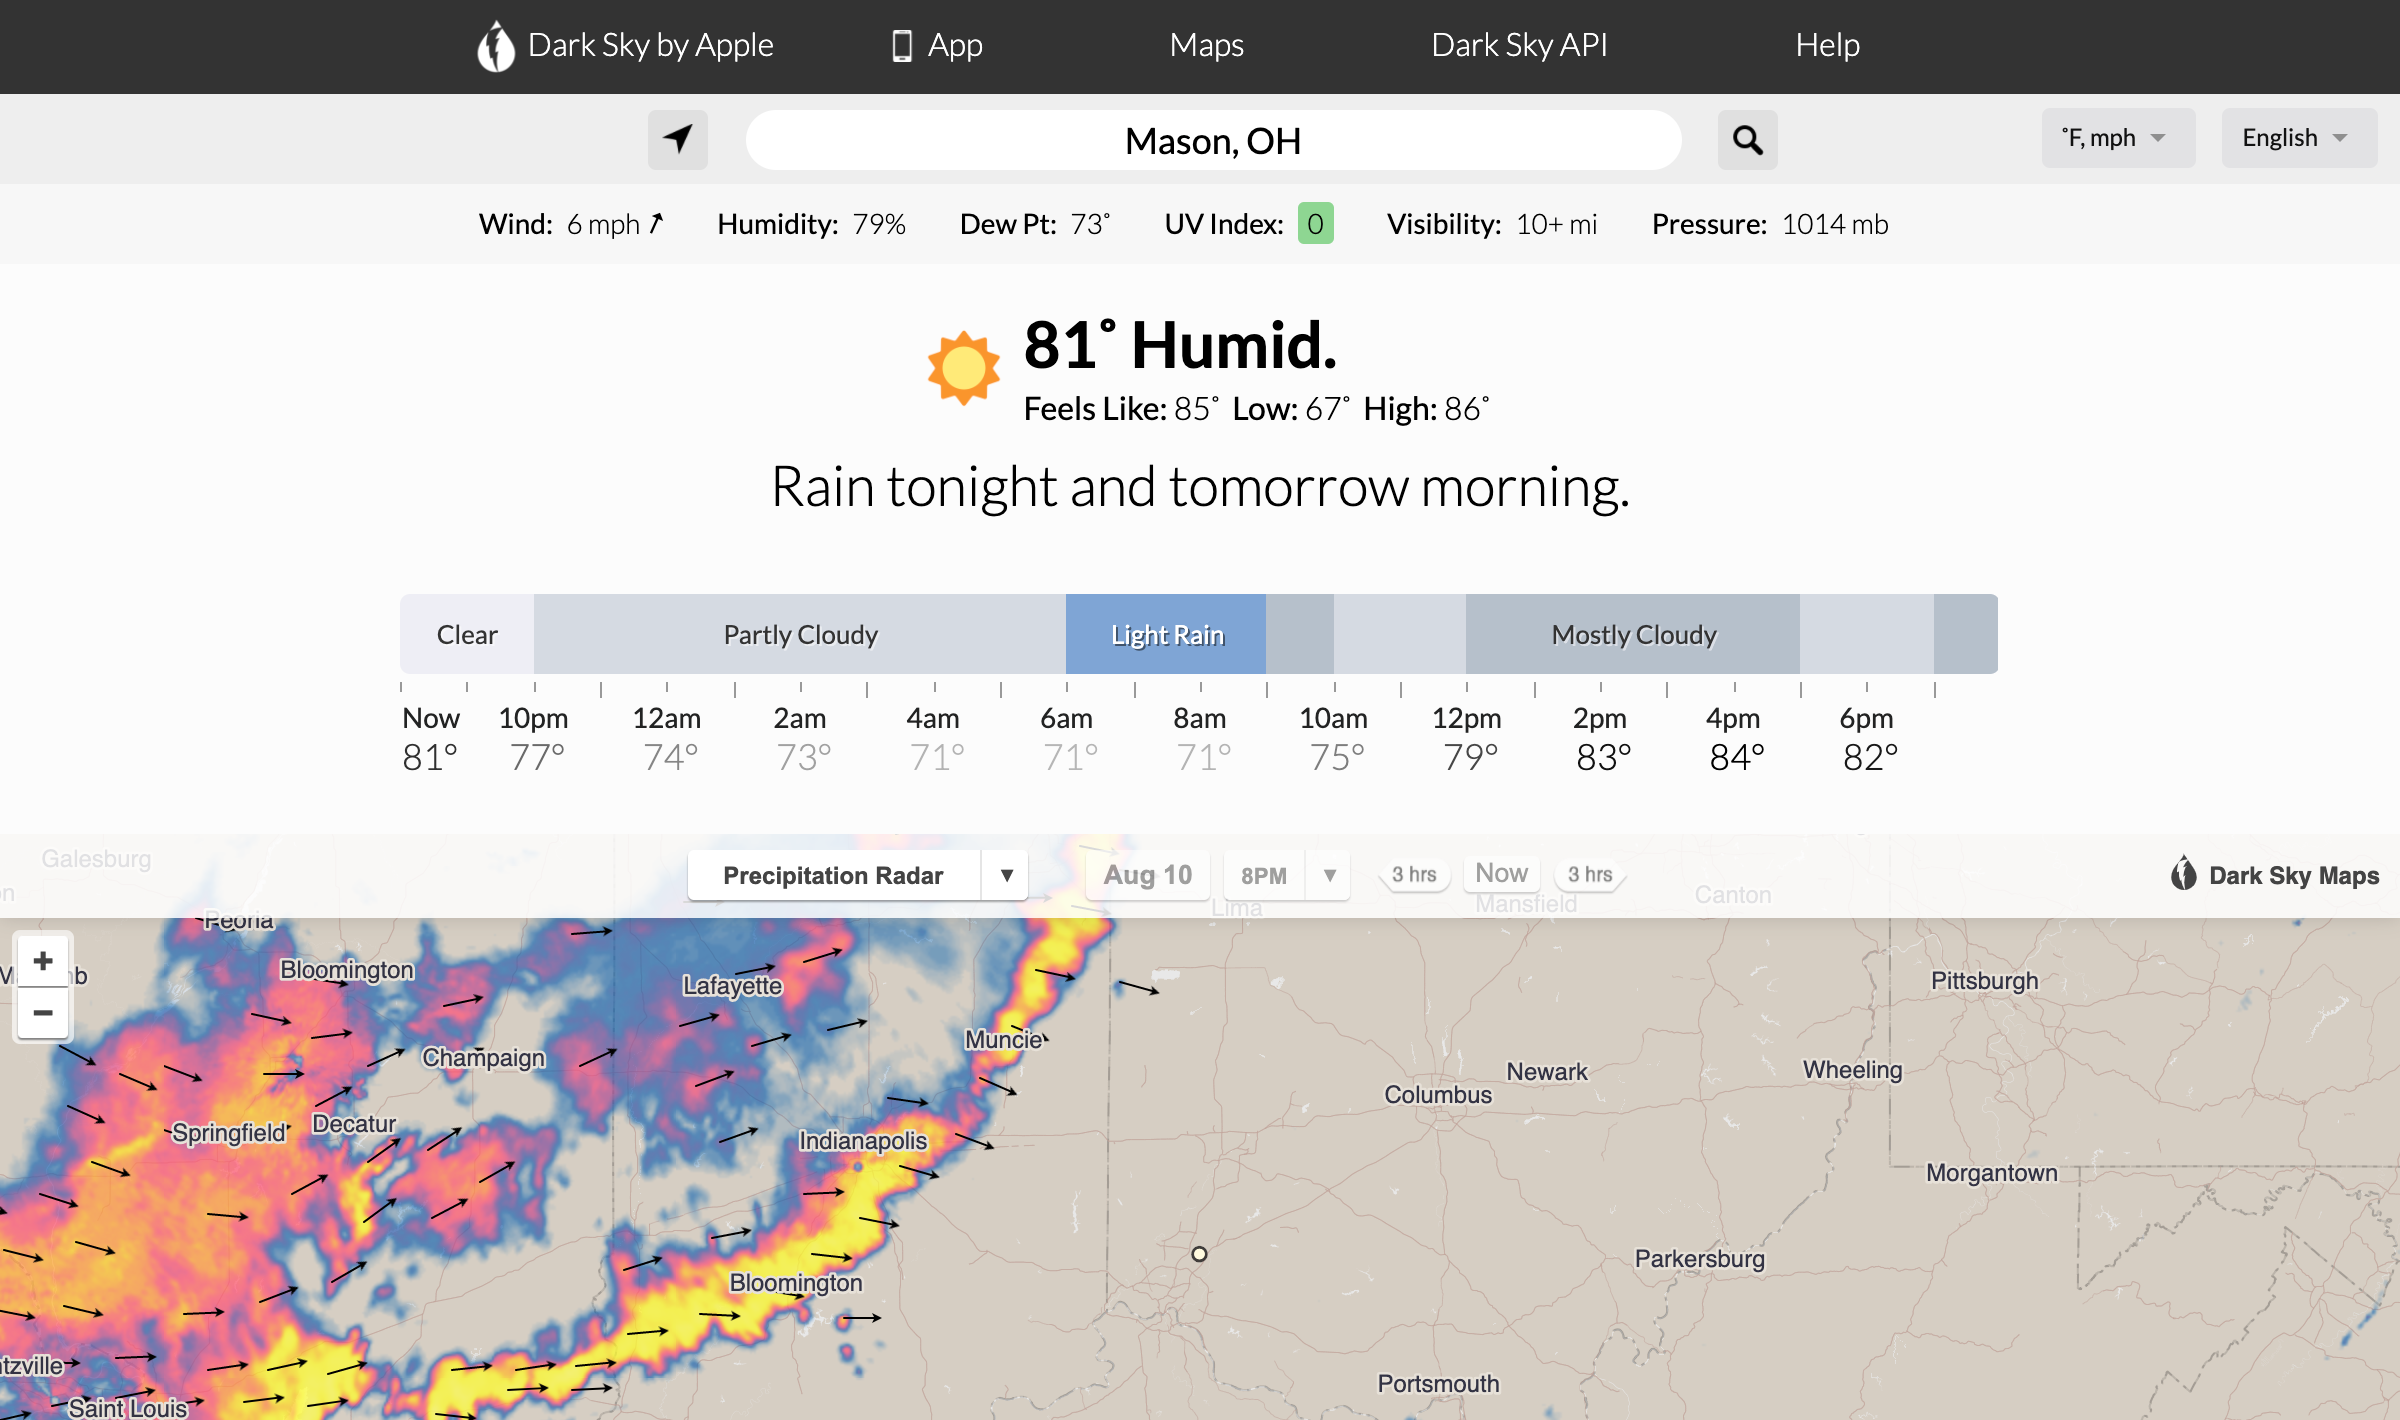 Dark Sky by Apple App Maps Dark Sky API Help
Mason, OH ˚F, mph English
Wind: 6 mph Humidity: 79% Dew Pt: 73˚ UV Index: 0 Visibility: 10+ mi Pressure: 1014 mb
81˚ Humid.
Feels Like: 85˚ Low: 67˚ High: 86˚
Rain tonight and tomorrow morning.
Clear Partly Cloudy Light Rain Mostly Cloudy
Now 10pm 12am 2am 4am 6am 8am 10am 12pm 2pm 4pm 6pm
81° 77° 74° 73° 71° 71° 71° 75° 79° 83° 84° 82°
Galesburg
Precipitation Radar ▼ Aug 10 8PM ▼ 3 hrs Now 3 hrs Dark Sky Maps
Canton
Lima Mansfield
Peoria
+
Bloomington
Lafayette
Pittsburgh
−
Muncie
Champaign
Newark
Wheeling
Columbus
Springfield
Decatur
Indianapolis
Morgantown
Parkersburg
Bloomington
tzville
Portsmouth
Saint Louis